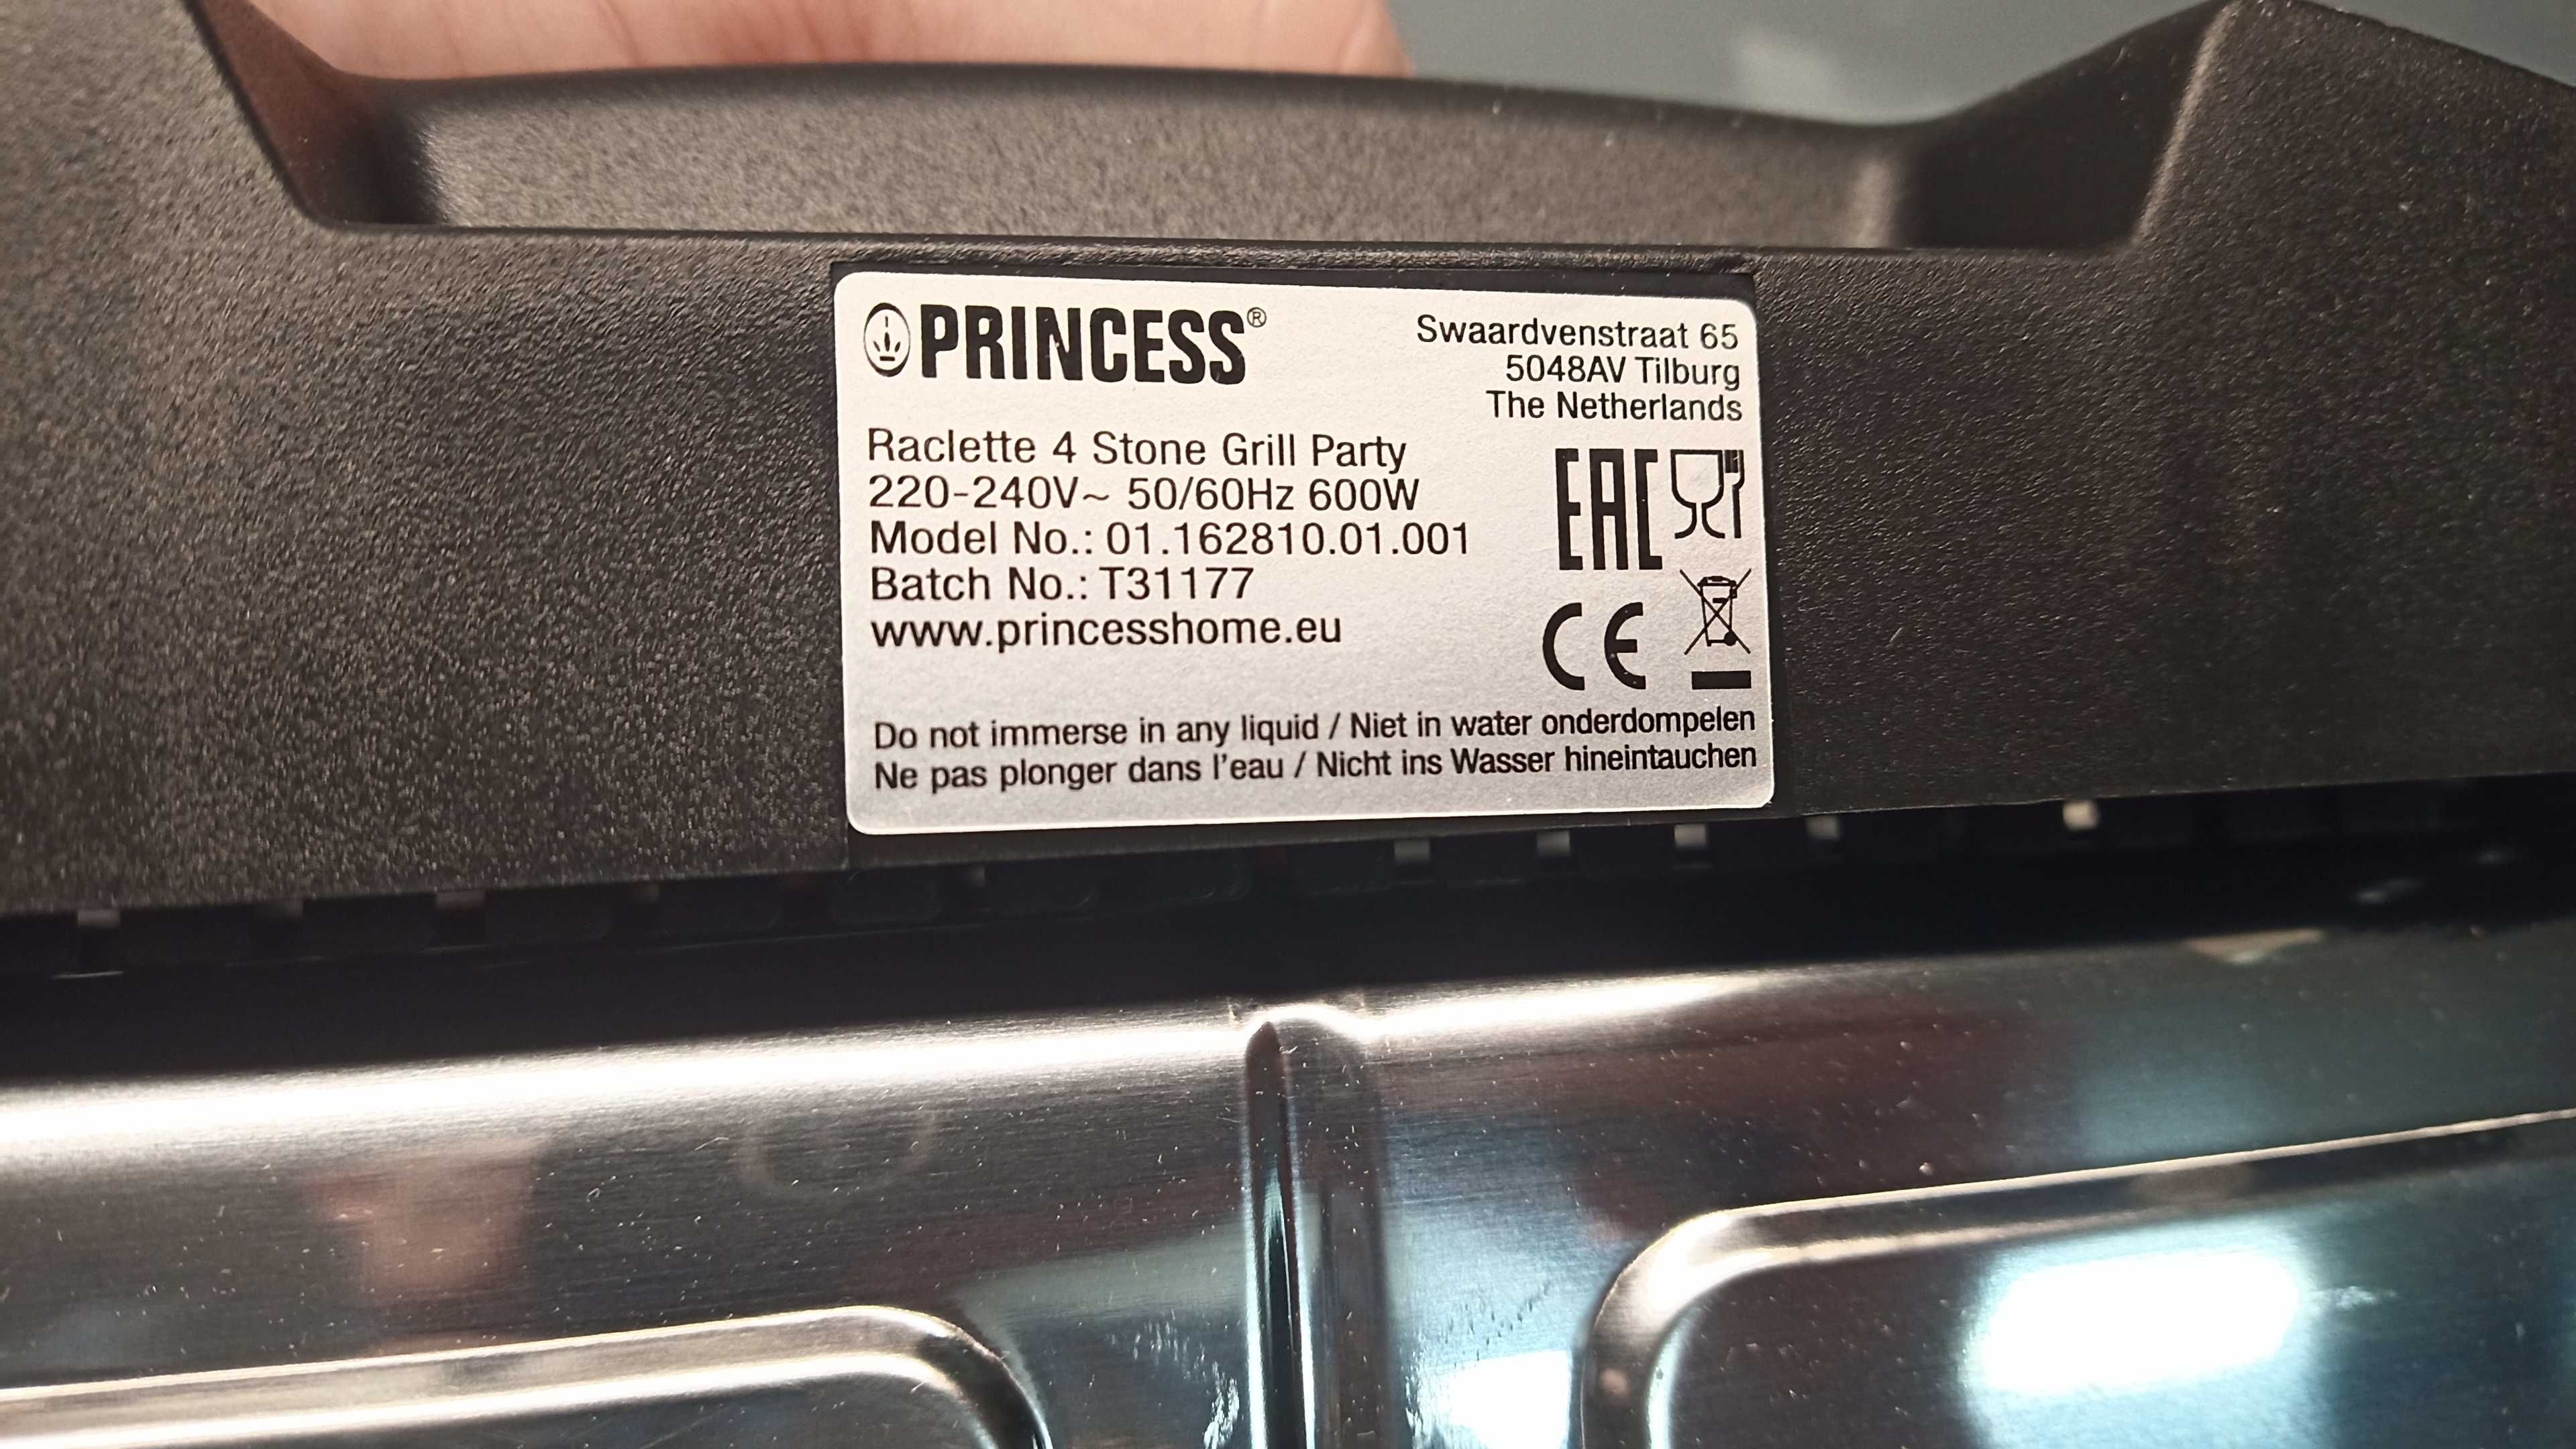 PRINCESS®
Swaardvenstraat 65
5048AV Tilburg
The Netherlands
Raclette 4 Stone Grill Party
220-240V~ 50/60Hz 600W
Model No.: 01.162810.01.001
Batch No.: T31177
www.princesshome.eu
EAC
CE
Do not immerse in any liquid / Niet in water onderdompelen
Ne pas plonger dans l'eau / Nicht ins Wasser hineintauchen